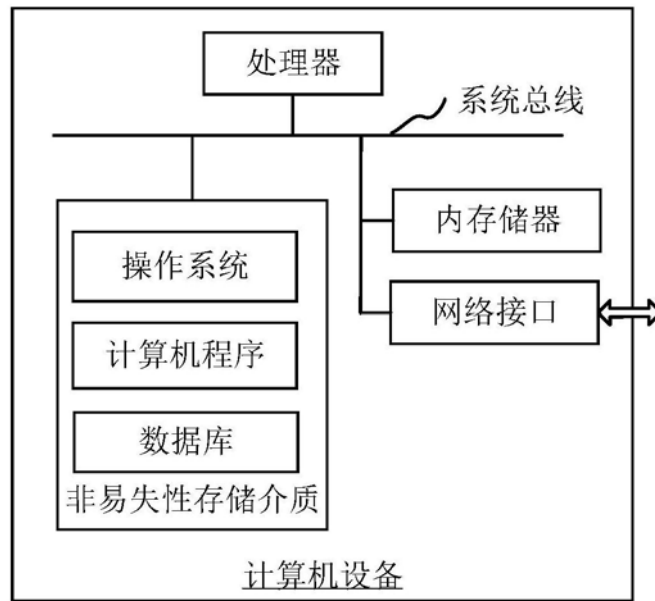 处理器
系统总线
内存储器
操作系统
网络接口
计算机程序
数据库
非易失性存储介质
计算机设备